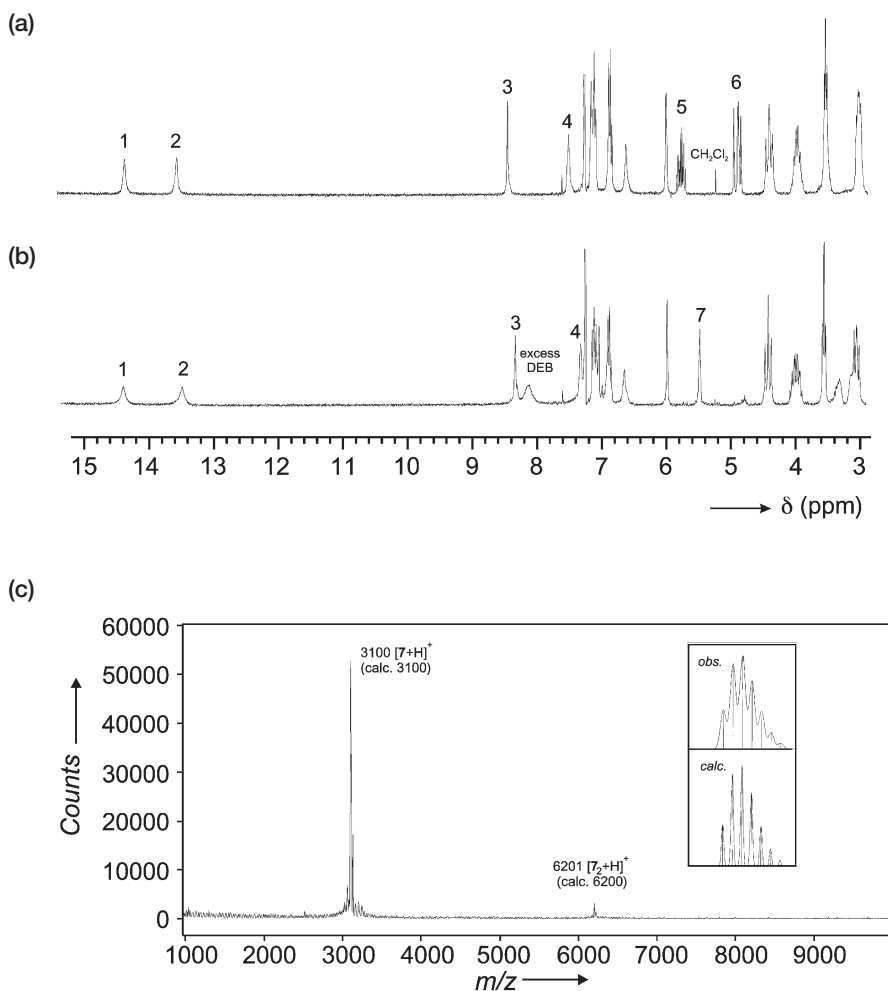 (a)
1
2
3
4
5
6
CH₂Cl₂
(b)
1
2
3
excess
DEB
4
7
15 14 13 12 11 10 9 8 7 6 5 4 3
δ (ppm)
(c)
60000
50000
40000
30000
20000
10000
0
Counts
3100 [7+H]⁺
(calc. 3100)
6201 [7₂+H]⁺
(calc. 6200)
obs.
calc.
1000 2000 3000 4000 5000 6000 7000 8000 9000
m/z